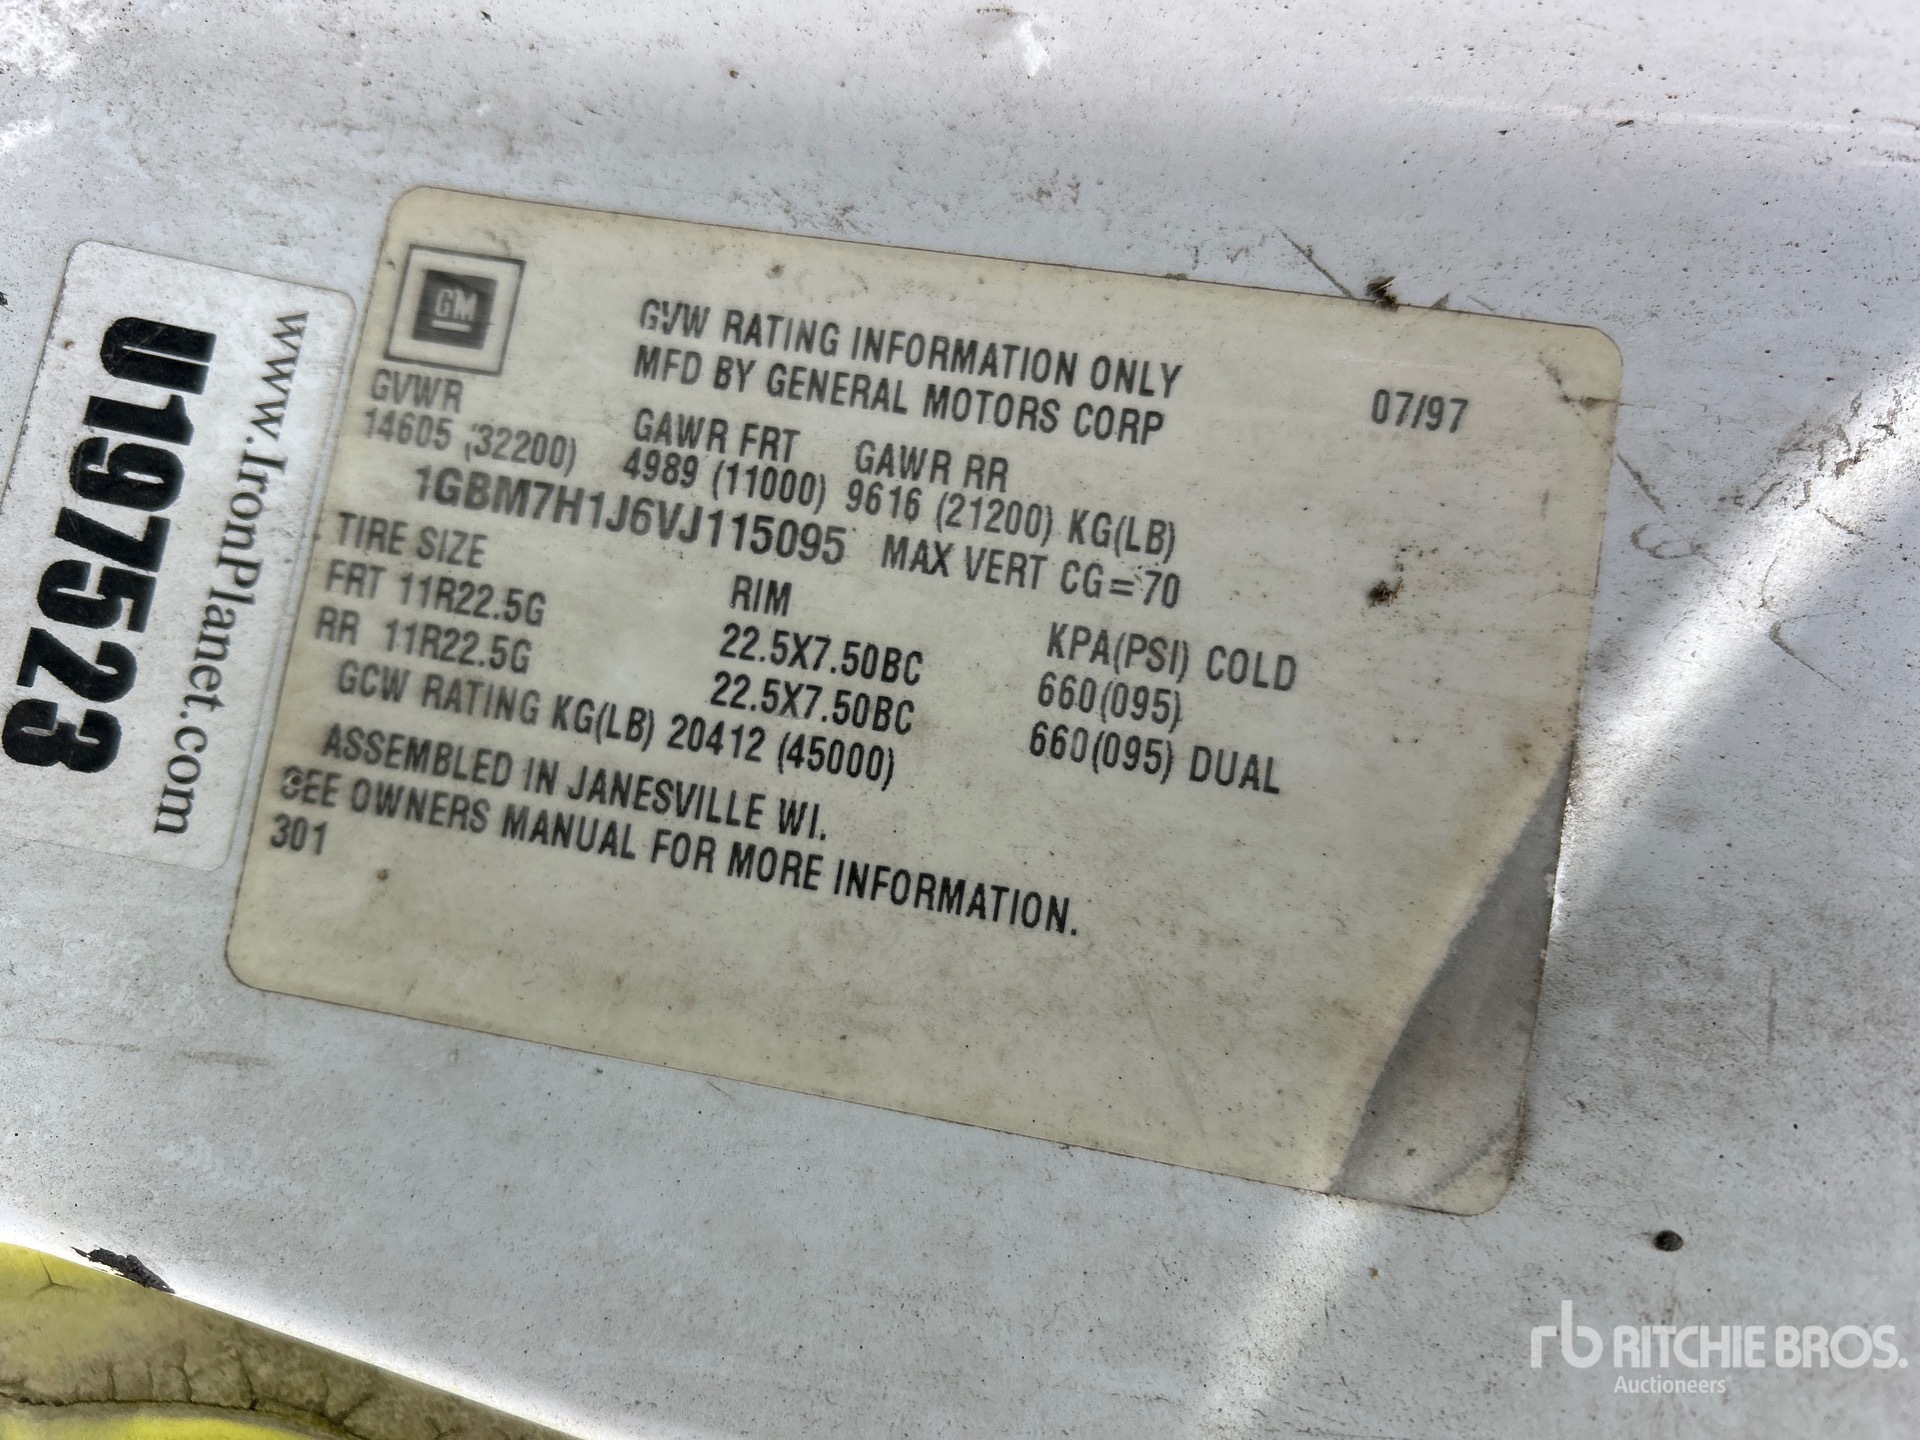 U197523
www.IronPlanet.com
GM
GVW RATING INFORMATION ONLY
MFD BY GENERAL MOTORS CORP
07/97
GVWR GAWR FRT GAWR RR
14605 (32200) 4989 (11000) 9616 (21200) KG(LB)
1GBM7H1J6VJ115095 MAX VERT CG=70
TIRE SIZE RIM KPA(PSI) COLD
FRT 11R22.5G 22.5X7.50BC 660(095)
RR 11R22.5G 22.5X7.50BC 660(095) DUAL
GCW RATING KG(LB) 20412 (45000)
ASSEMBLED IN JANESVILLE WI.
SEE OWNERS MANUAL FOR MORE INFORMATION.
301
rb RITCHIE BROS.
Auctioneers